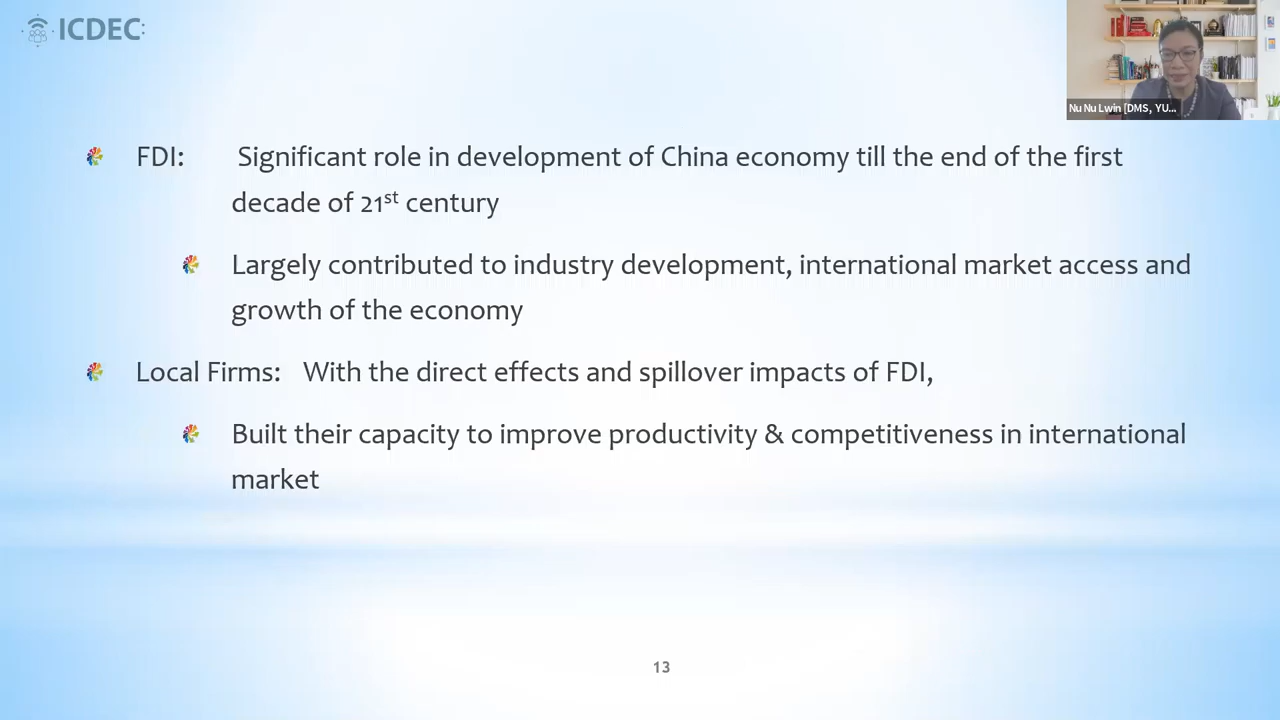 ICDEC
Nu Nu Lwin [DMS, YU...
FDI: Significant role in development of China economy till the end of the first
decade of 21st century
Largely contributed to industry development, international market access and
growth of the economy
Local Firms: With the direct effects and spillover impacts of FDI,
Built their capacity to improve productivity & competitiveness in international
market
13